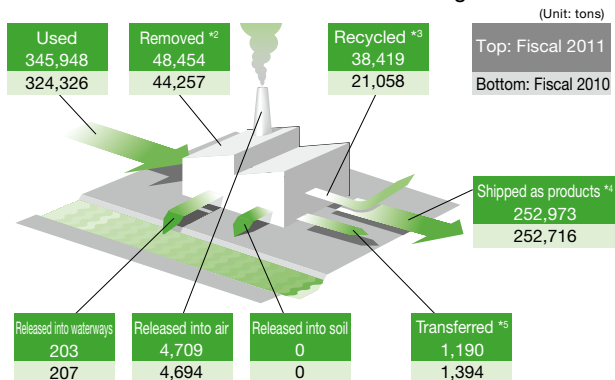 (Unit: tons)
Used
345,948
324,326
Removed *2
48,454
44,257
Recycled *3
38,419
21,058
Top: Fiscal 2011
Bottom: Fiscal 2010
Shipped as products *4
252,973
252,716
Released into waterways
203
207
Released into air
4,709
4,694
Released into soil
0
0
Transferred *5
1,190
1,394